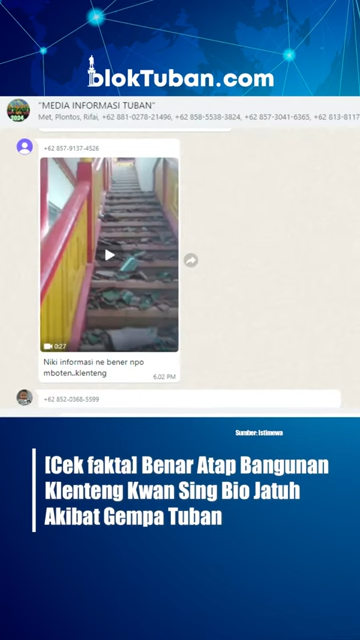 blokTuban.com
"MEDIA INFORMASI TUBAN"
Met, Plontos, Rifai, +62 881-0278-21496, +62 858-5538-3824, +62 857-3041-6365, +62 813-8117
2024
+62 857-9137-4526
0:27
Niki informasi ne bener npo
mboten..klenteng
6.02 PM
+62 852-0368-5599
Sumber: Istimewa
[Cek fakta] Benar Atap Bangunan
Klenteng Kwan Sing Bio Jatuh
Akibat Gempa Tuban